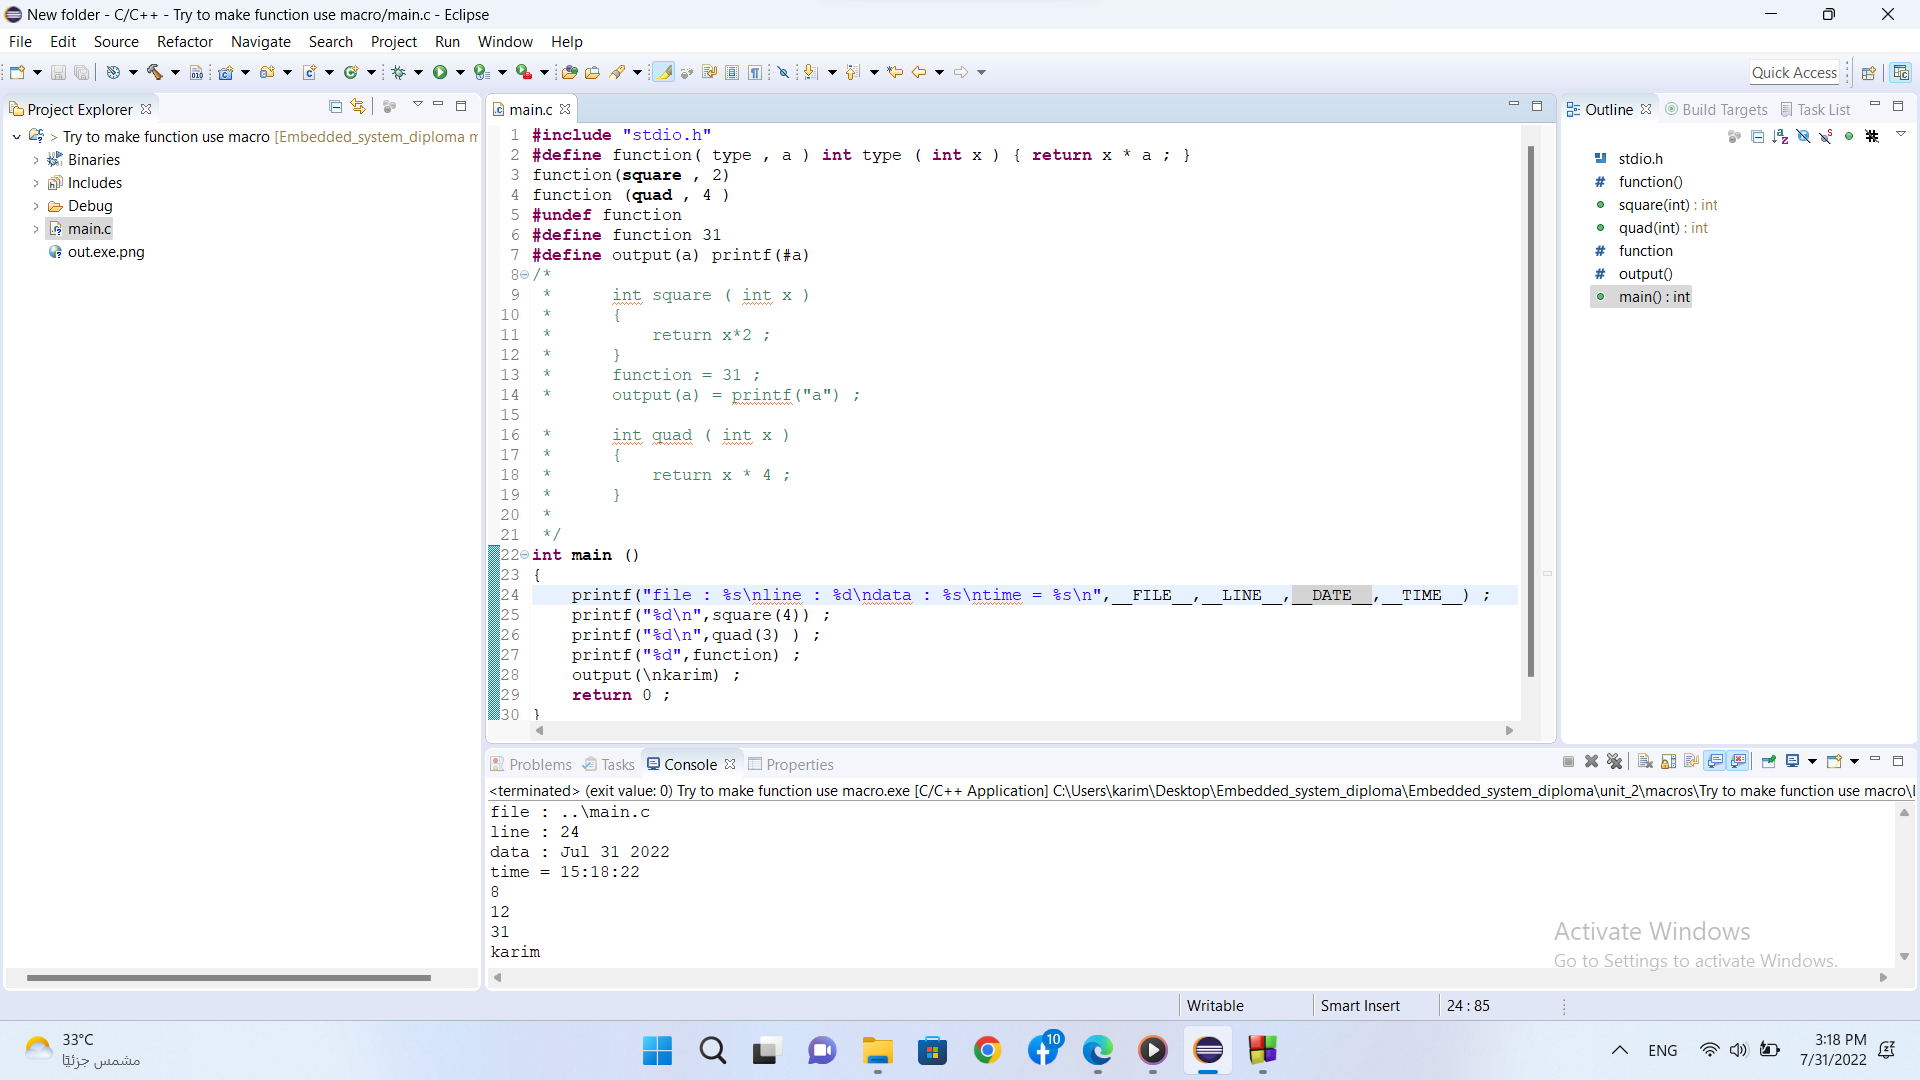 New folder - C/C++ - Try to make function use macro/main.c - Eclipse
File Edit Source Refactor Navigate Search Project Run Window Help
Quick Access
Project Explorer
> Try to make function use macro [Embedded_system_diploma m
Binaries
Includes
Debug
main.c
out.exe.png
main.c
1 #include "stdio.h"
2 #define function( type , a ) int type ( int x ) { return x * a ; }
3 function(square , 2)
4 function (quad , 4 )
5 #undef function
6 #define function 31
7 #define output(a) printf(#a)
8 /*
9 * int square ( int x )
10 * {
11 * return x*2 ;
12 * }
13 * function = 31 ;
14 * output(a) = printf("a") ;
15
16 * int quad ( int x )
17 * {
18 * return x * 4 ;
19 * }
20 *
21 */
22 int main ()
23 {
24 printf("file : %s\nline : %d\ndata : %s\ntime = %s\n",__FILE__,__LINE__,__DATE__,__TIME__) ;
25 printf("%d\n",square(4)) ;
26 printf("%d\n",quad(3) ) ;
27 printf("%d",function) ;
28 output(\nkarim) ;
29 return 0 ;
30 }
Outline Build Targets Task List
stdio.h
function()
square(int) : int
quad(int) : int
function
output()
main() : int
Problems Tasks Console Properties
<terminated> (exit value: 0) Try to make function use macro.exe [C/C++ Application] C:\Users\karim\Desktop\Embedded_system_diploma\Embedded_system_diploma\unit_2\macros\Try to make function use macro\
file : ..\main.c
line : 24
data : Jul 31 2022
time = 15:18:22
8
12
31
karim
Activate Windows
Go to Settings to activate Windows.
Writable Smart Insert 24 : 85
33°C
مشمس جزئيًا
10
ENG
3:18 PM
7/31/2022